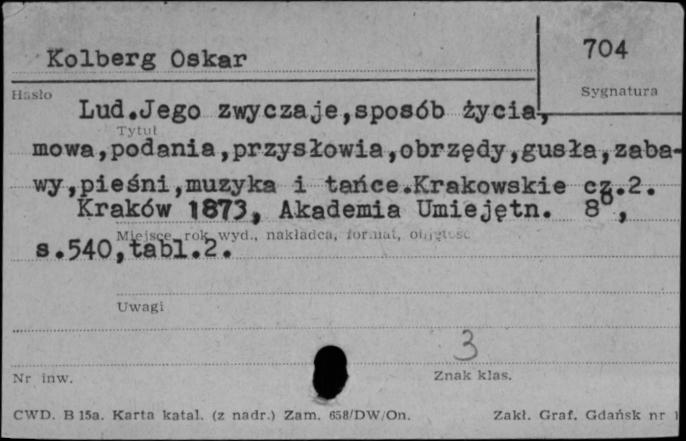 Kolberg Oskar
704
Hasło
Sygnatura
Lud.Jego zwyczaje,sposób życia,
Tytuł
mowa,podania,przysłowia,obrzędy,gusła,zaba-
wy,pieśni,muzyka i tańce.Krakowskie cz.2.
Kraków 1873, Akademia Umiejętn. 8°,
Miejsce, rok wyd., nakładca, format, objętość
s.540,tabl.2.
Uwagi
3
Nr inw.
Znak klas.
CWD. B 15a. Karta katal. (z nadr.) Zam. 658/DW/On.
Zakł. Graf. Gdańsk nr 1